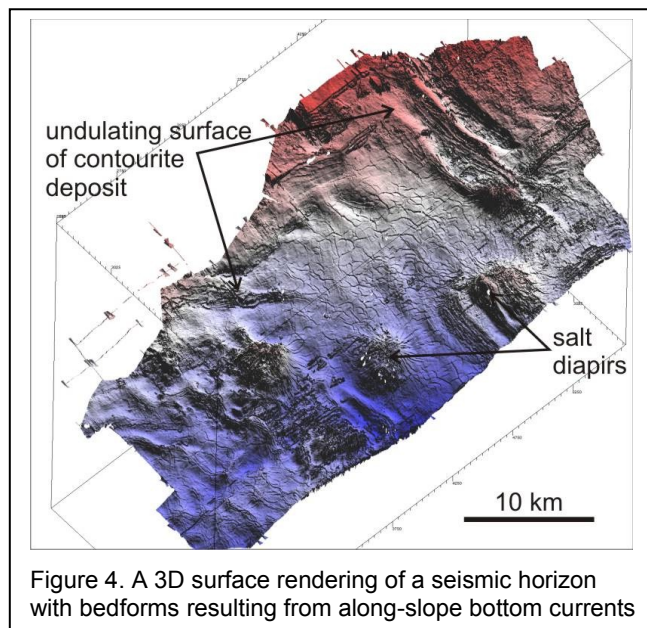 undulating surface
of contourite
deposit
salt
diapirs
10 km
Figure 4. A 3D surface rendering of a seismic horizon
with bedforms resulting from along-slope bottom currents